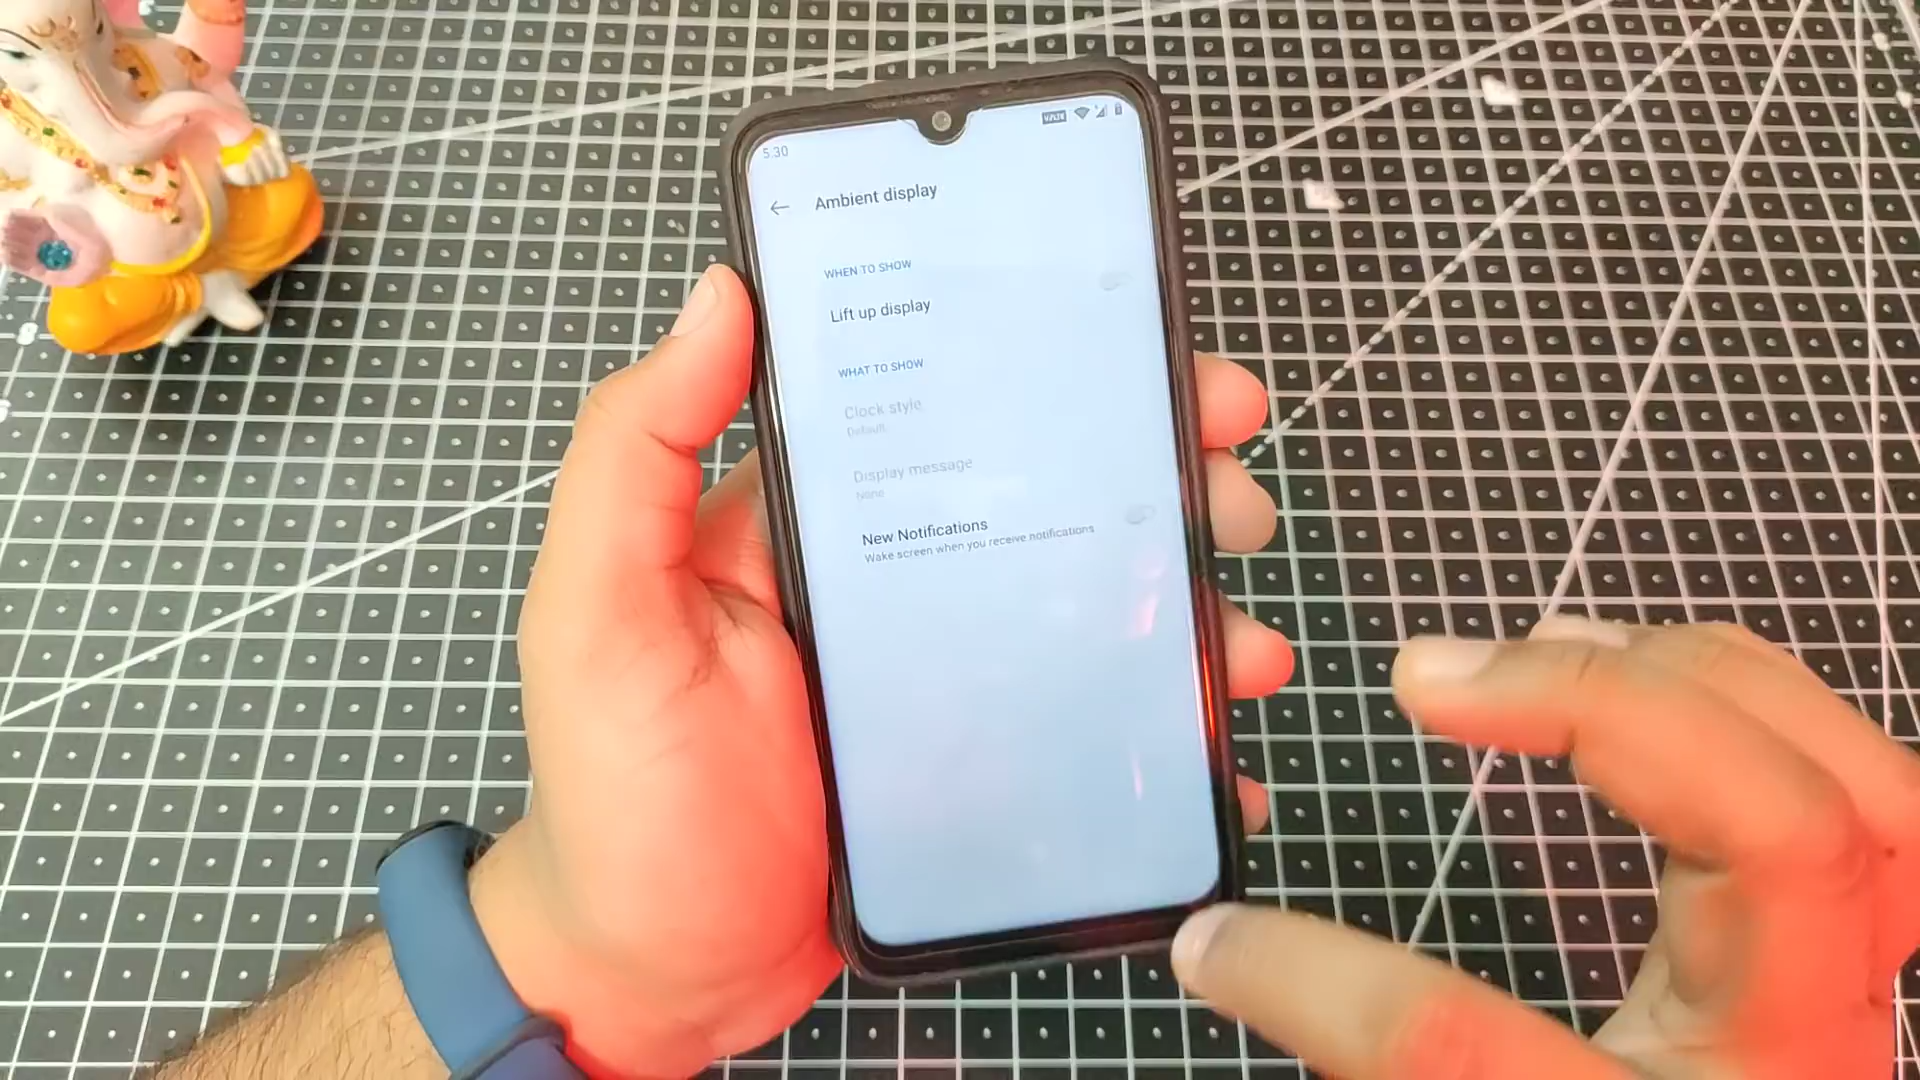 5:30
Ambient display
WHEN TO SHOW
Lift up display
WHAT TO SHOW
Clock style
Default
Display message
None
New Notifications
Wake screen when you receive notifications
8